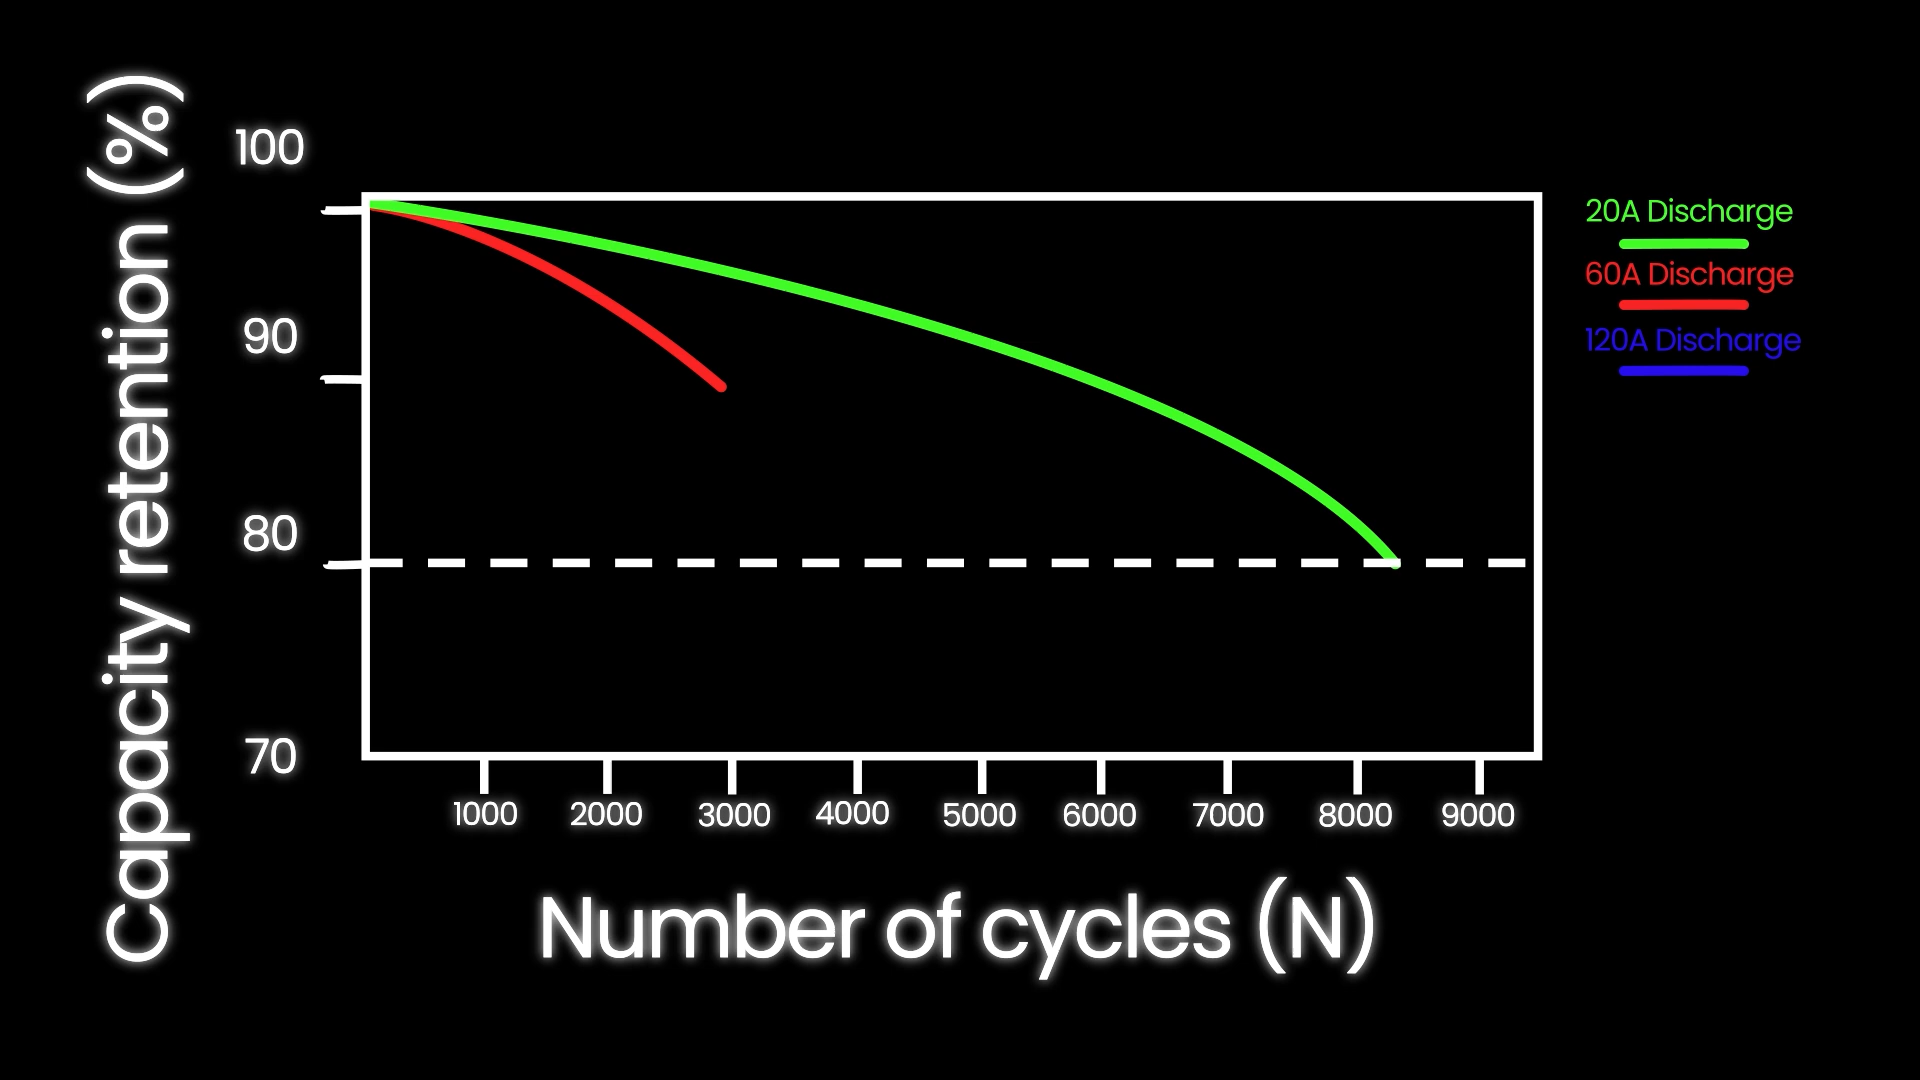 Capacity retention (%)
100
90
80
70
1000 2000 3000 4000 5000 6000 7000 8000 9000
Number of cycles (N)
20A Discharge
60A Discharge
120A Discharge